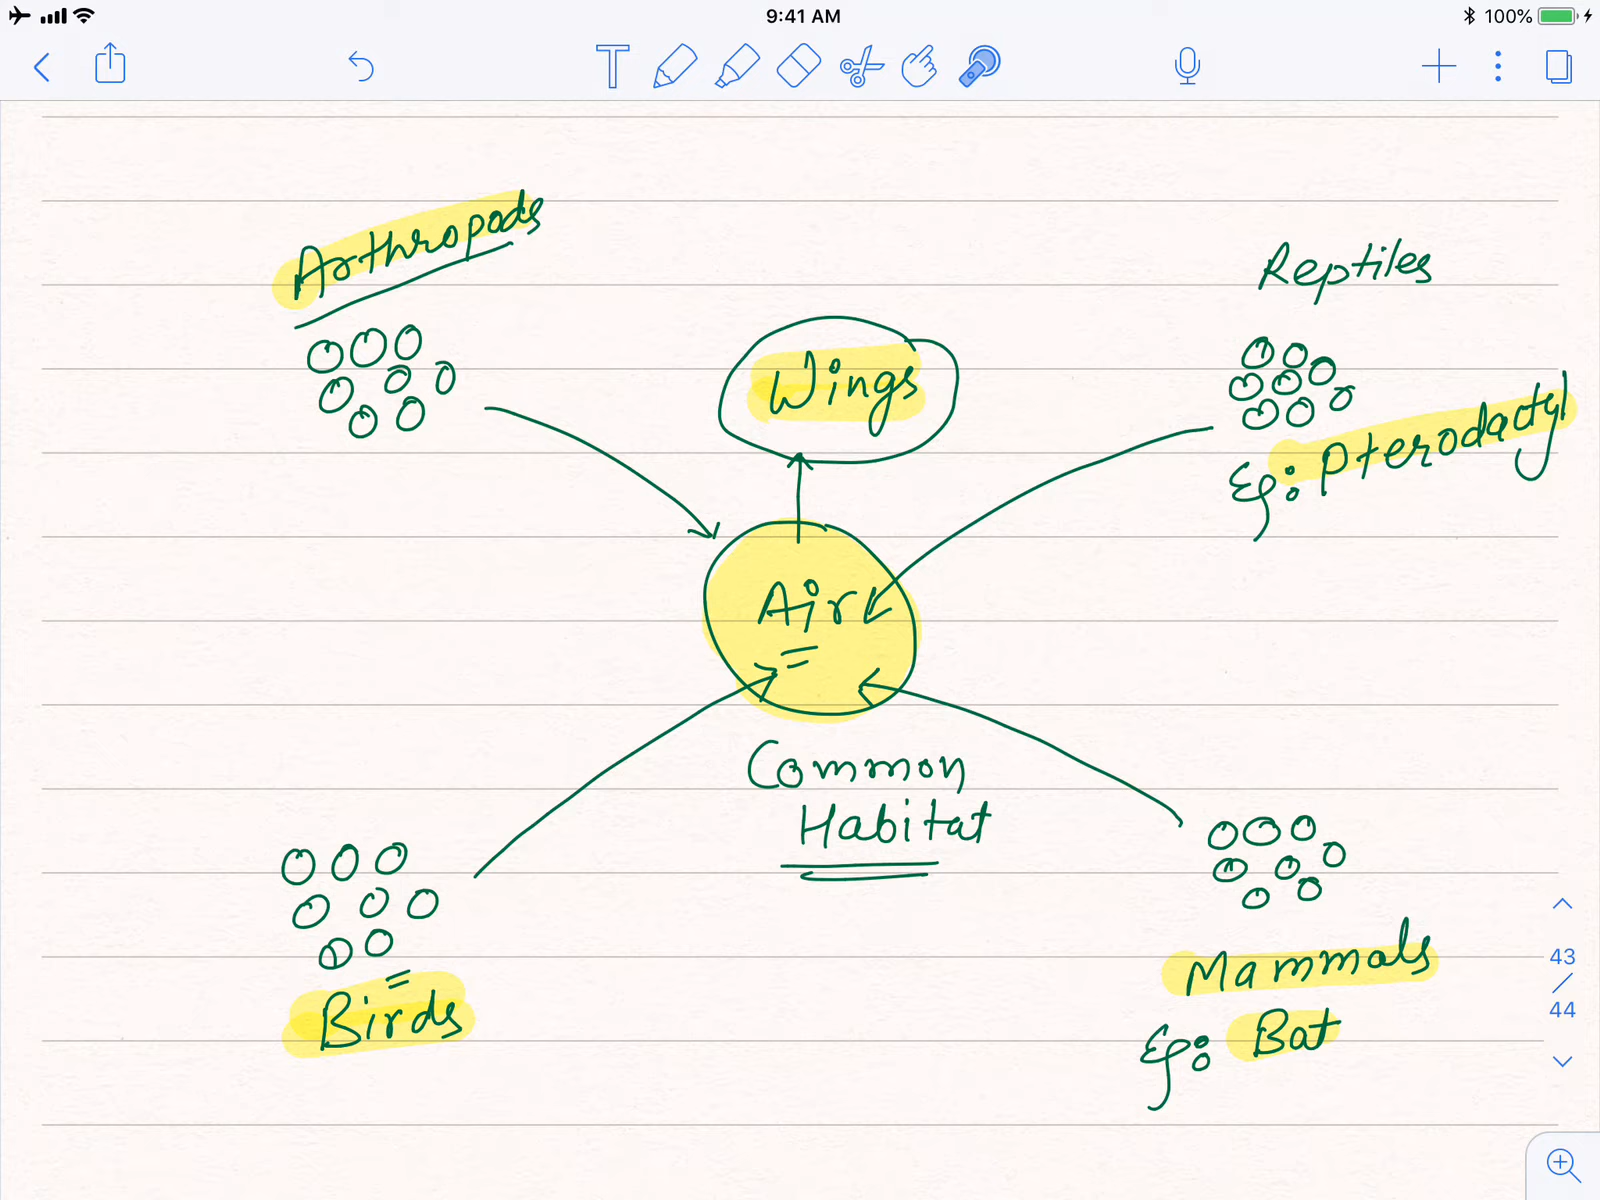 9:41 AM
100%
Arthropods
Reptiles
Wings
Eg: Pterodactyl
Air
Common
Habitat
Birds
Mammals
Eg: Bat
43
/
44